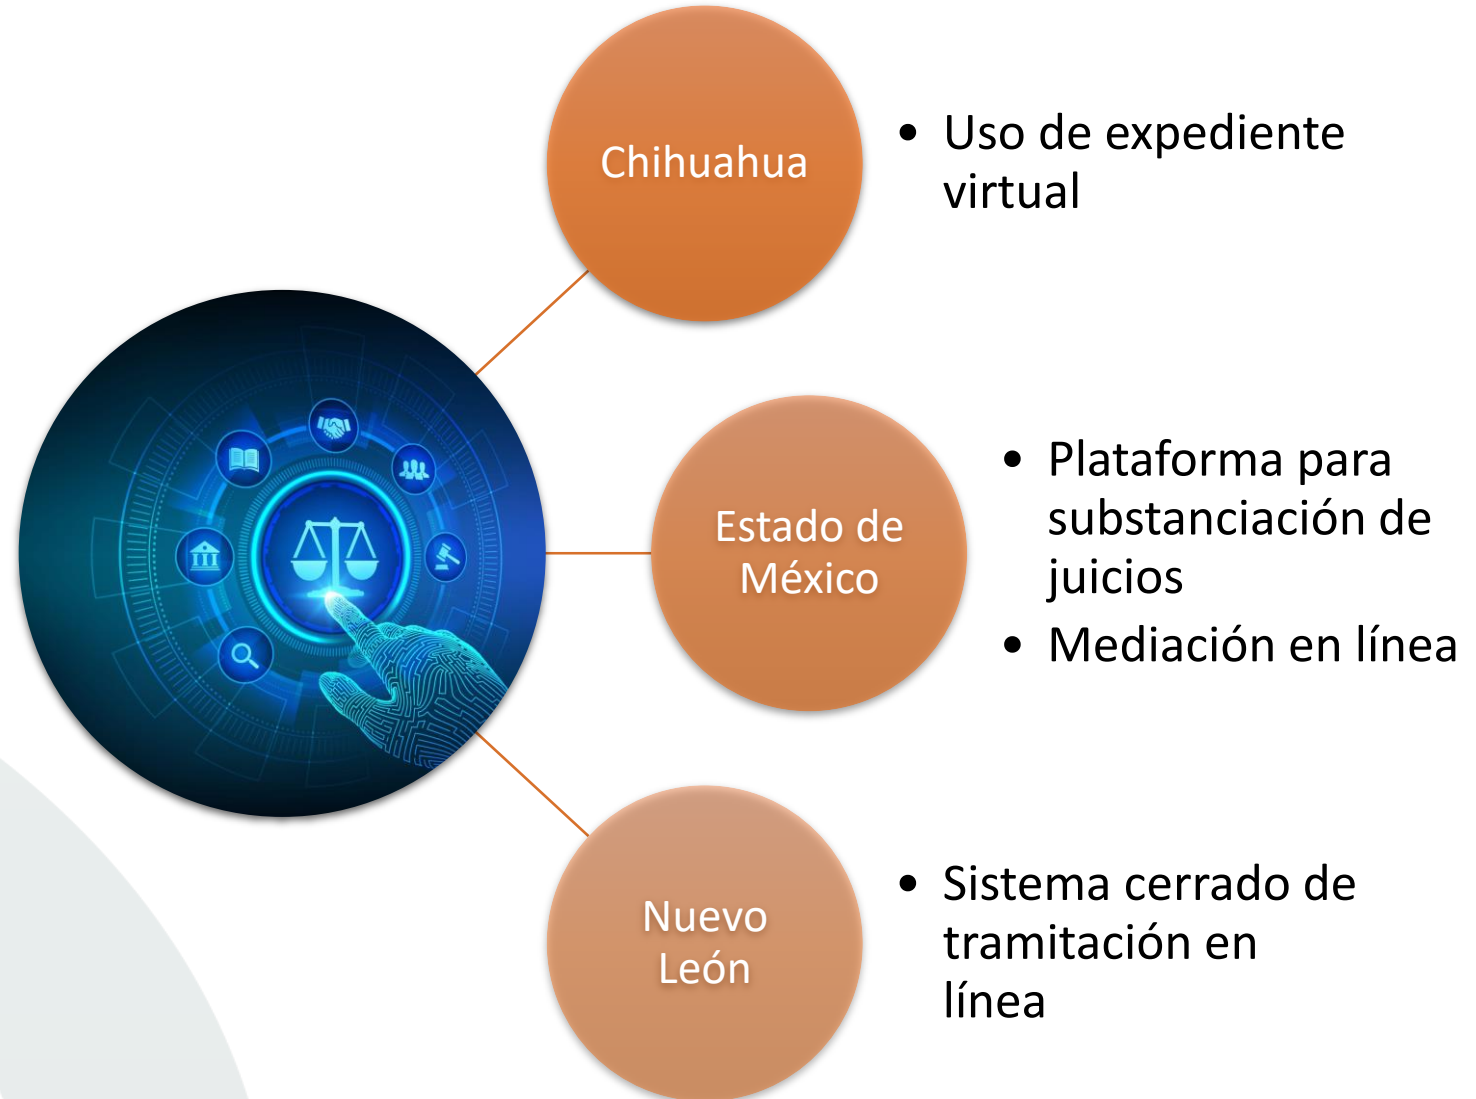 Chihuahua
• Uso de expediente
virtual
Estado de
México
• Plataforma para
substanciación de
juicios
• Mediación en línea
Nuevo
León
• Sistema cerrado de
tramitación en
línea